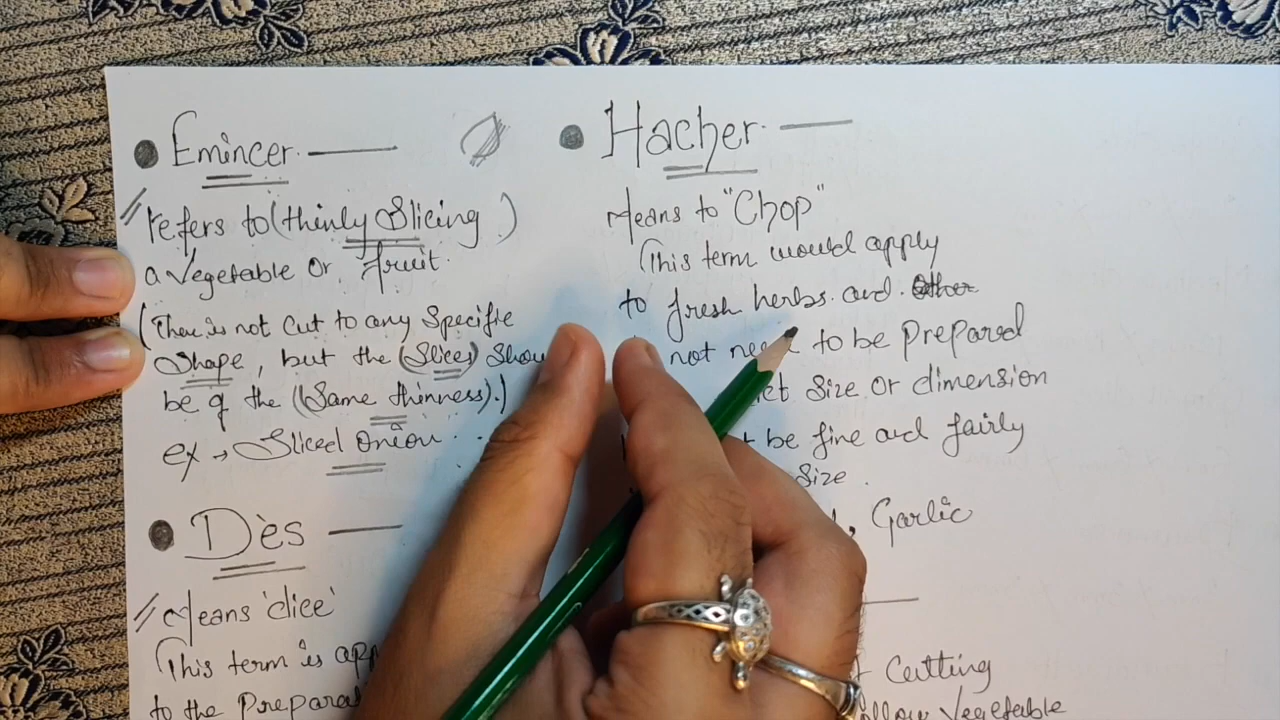 Emincer.
refers to (thinly Slicing )
a Vegetable Or Fruit.
(There is not Cut to any Specific
Shape, but the (Slices) Shou
be of the (Same thinness).)
ex → Sliced Onion.
Dès
Means 'dice'
This term is app
to the Prepara
Hacher.
Means to "Chop"
This term would apply
to fresh herbs. and. Other
not need to be Prepared
Size Or dimension
t be fine and fairly
Size.
, Garlic
f Cutting
ollow Vegetable